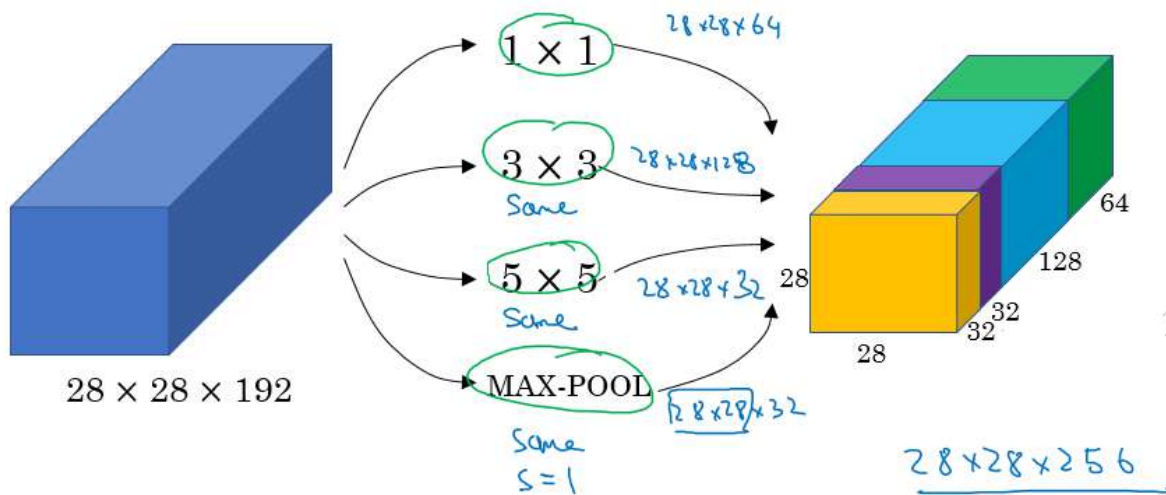 28×28×64
1 × 1
3 × 3
28×28×128
Same
64
128
5 × 5
28×28×32
28
Same
32
32
28
MAX-POOL
28 × 28 × 192
28×28×32
Same
s=1
28×28×256